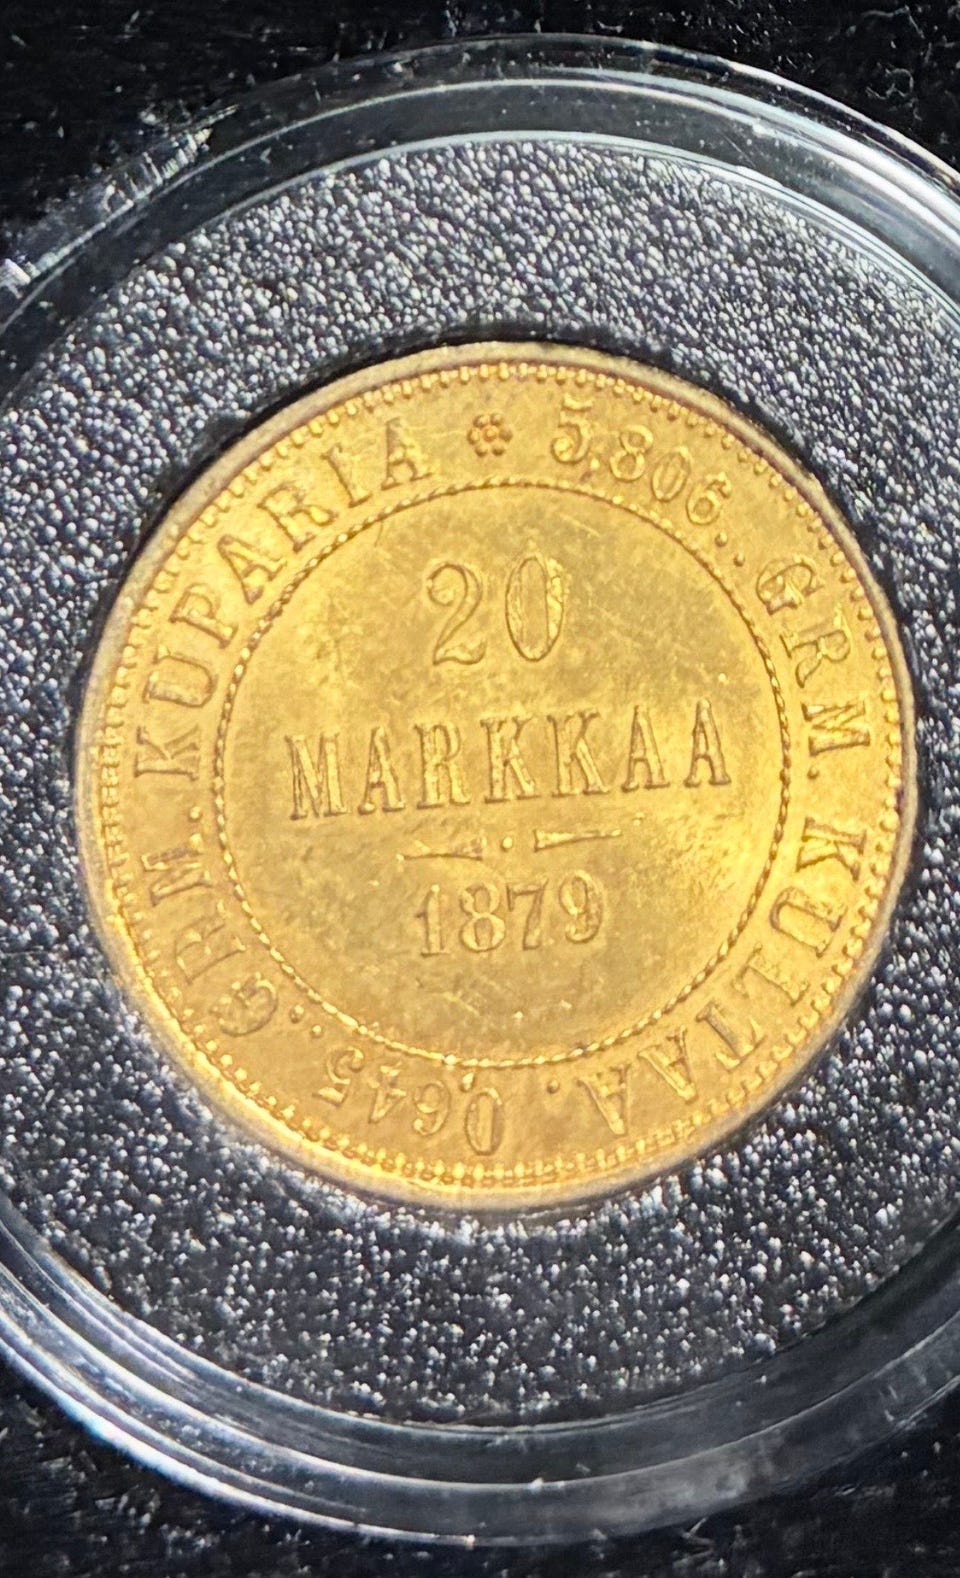 5,806.. GRM. KULTAA. 0,645.. GRM. KUPARIA
20
MARKKAA
1879